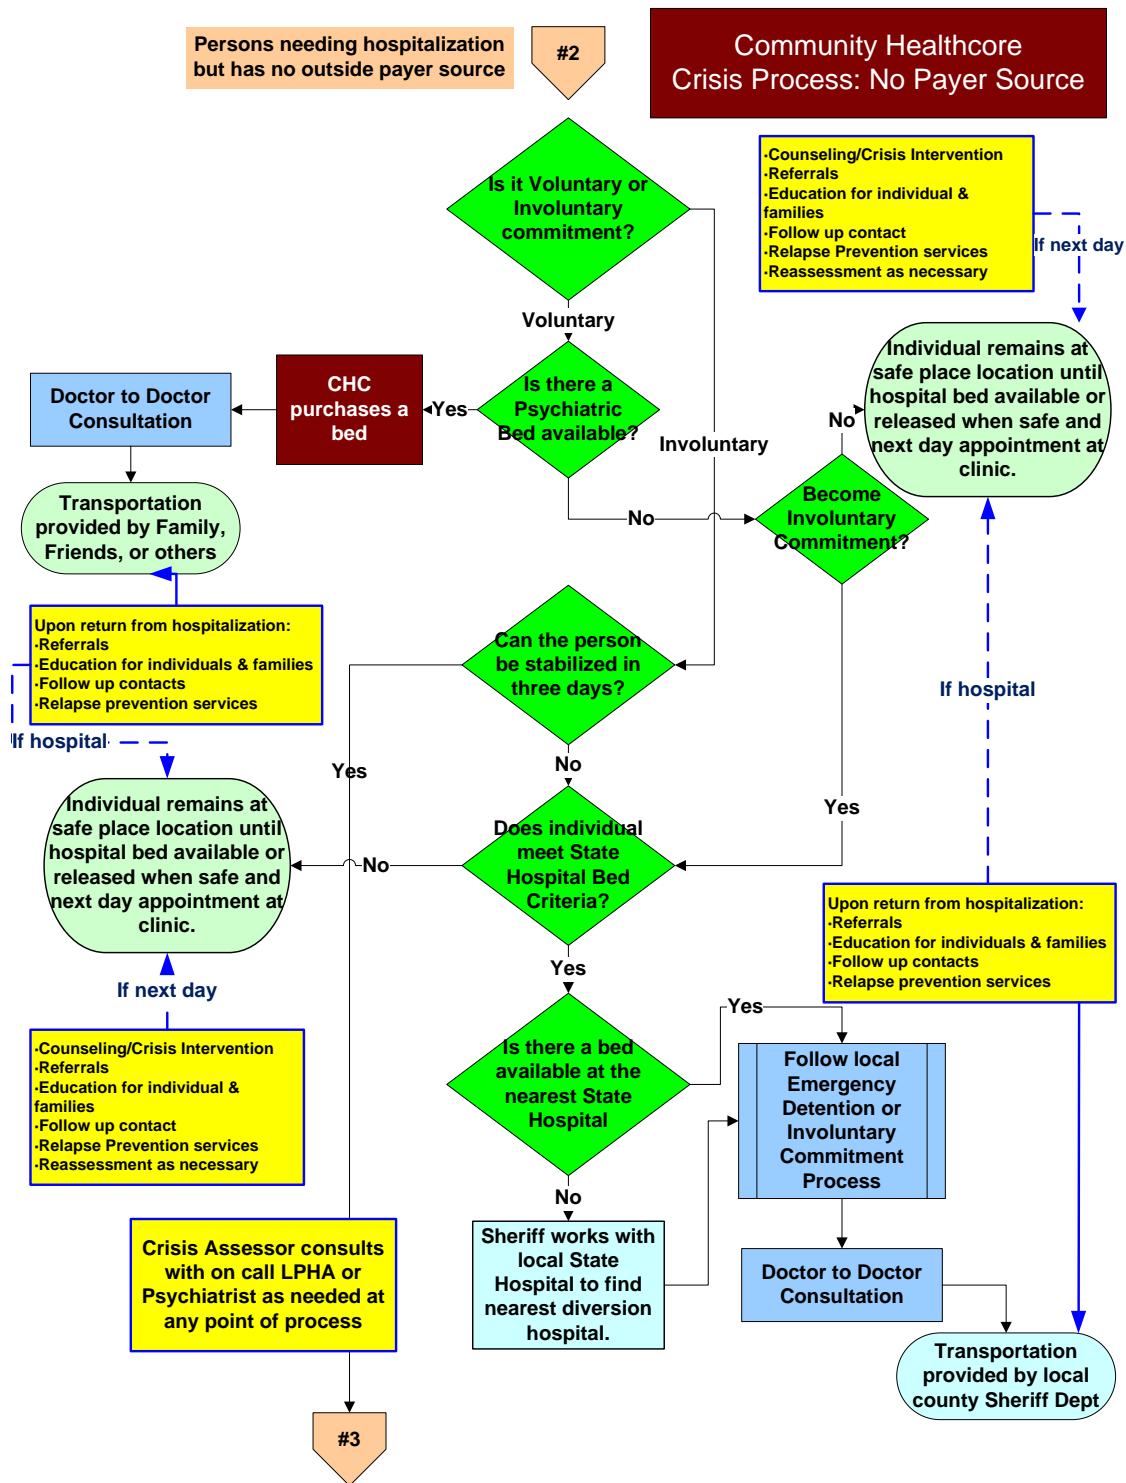 Persons needing hospitalization
but has no outside payer source
#2
Community Healthcore
Crisis Process: No Payer Source
Is it Voluntary or
Involuntary
commitment?
·Counseling/Crisis Intervention
·Referrals
·Education for individual &
families
·Follow up contact
·Relapse Prevention services
·Reassessment as necessary
If next day
Voluntary
Involuntary
Is there a
Psychiatric
Bed available?
Yes
CHC
purchases a
bed
Doctor to Doctor
Consultation
Transportation
provided by Family,
Friends, or others
No
Become
Involuntary
Commitment?
No
Individual remains at
safe place location until
hospital bed available or
released when safe and
next day appointment at
clinic.
Upon return from hospitalization:
·Referrals
·Education for individuals & families
·Follow up contacts
·Relapse prevention services
If hospital
Can the person
be stabilized in
three days?
Yes
No
If hospital
Yes
Individual remains at
safe place location until
hospital bed available or
released when safe and
next day appointment at
clinic.
No
Does individual
meet State
Hospital Bed
Criteria?
Yes
Upon return from hospitalization:
·Referrals
·Education for individuals & families
·Follow up contacts
·Relapse prevention services
If next day
·Counseling/Crisis Intervention
·Referrals
·Education for individual &
families
·Follow up contact
·Relapse Prevention services
·Reassessment as necessary
Is there a bed
available at the
nearest State
Hospital
Yes
Follow local
Emergency
Detention or
Involuntary
Commitment
Process
No
Crisis Assessor consults
with on call LPHA or
Psychiatrist as needed at
any point of process
Sheriff works with
local State
Hospital to find
nearest diversion
hospital.
Doctor to Doctor
Consultation
Transportation
provided by local
county Sheriff Dept
#3